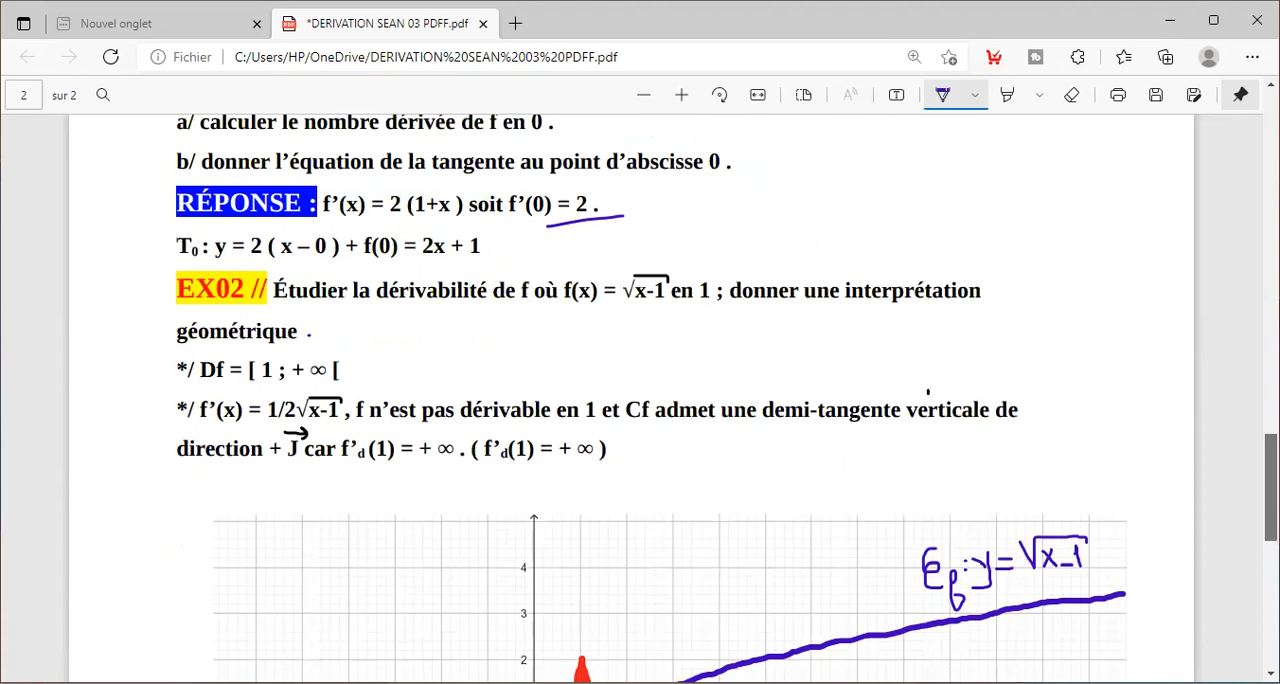 Nouvel onglet
*DERIVATION SEAN 03 PDFF.pdf
Fichier C:/Users/HP/OneDrive/DERIVATION%20SEAN%2003%20PDFF.pdf
2 sur 2
a/ calculer le nombre dérivée de f en 0 .
b/ donner l’équation de la tangente au point d’abscisse 0 .
RÉPONSE : f’(x) = 2 (1+x ) soit f’(0) = 2 .
T₀ : y = 2 ( x – 0 ) + f(0) = 2x + 1
EX02 // Étudier la dérivabilité de f où f(x) = √x-1 en 1 ; donner une interprétation
géométrique .
*/ Df = [ 1 ; + ∞ [
*/ f’(x) = 1/2√x-1 , f n’est pas dérivable en 1 et Cf admet une demi-tangente verticale de
direction + J car f’d (1) = + ∞ . ( f’d(1) = + ∞ )
y = √x-1
4
3
2